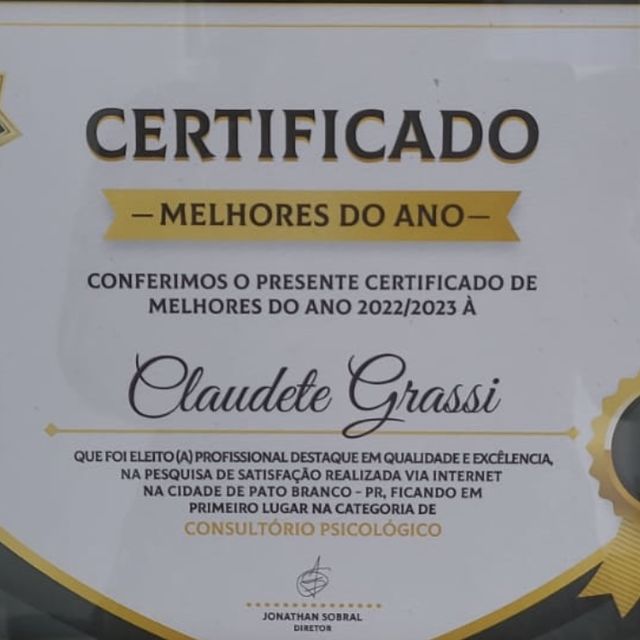 CERTIFICADO
— MELHORES DO ANO —
CONFERIMOS O PRESENTE CERTIFICADO DE
MELHORES DO ANO 2022/2023 À
Claudete Grassi
QUE FOI ELEITO (A) PROFISSIONAL DESTAQUE EM QUALIDADE E EXCÊLENCIA,
NA PESQUISA DE SATISFAÇÃO REALIZADA VIA INTERNET
NA CIDADE DE PATO BRANCO - PR, FICANDO EM
PRIMEIRO LUGAR NA CATEGORIA DE
CONSULTÓRIO PSICOLÓGICO
JONATHAN SOBRAL
DIRETOR